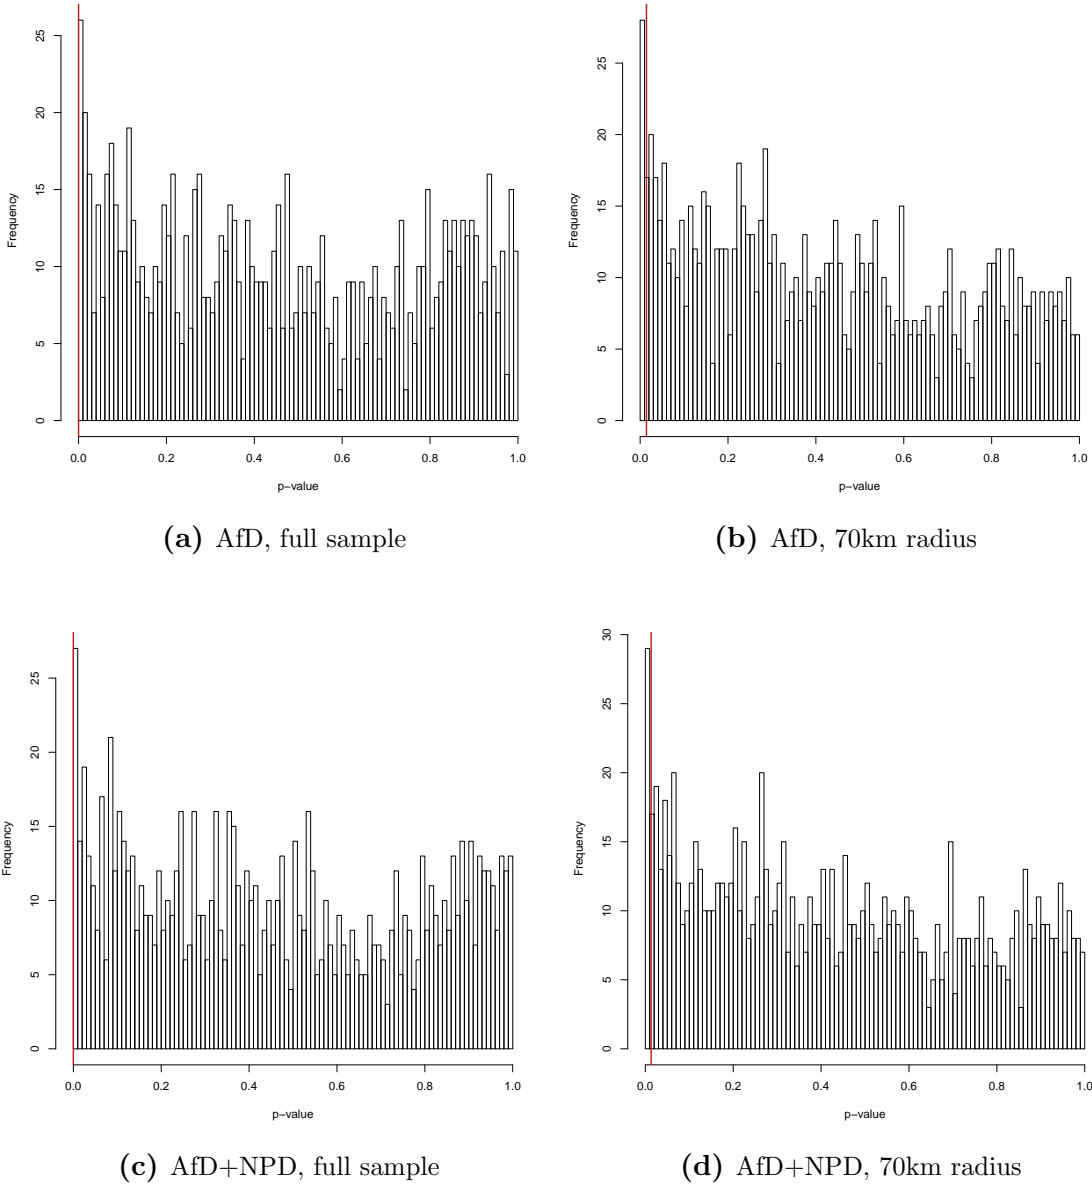 25
20
15
10
5
0
Frequency
0.0 0.2 0.4 0.6 0.8 1.0
p−value
(a) AfD, full sample
25
20
15
10
5
0
Frequency
0.0 0.2 0.4 0.6 0.8 1.0
p−value
(b) AfD, 70km radius
25
20
15
10
5
0
Frequency
0.0 0.2 0.4 0.6 0.8 1.0
p−value
(c) AfD+NPD, full sample
30
25
20
15
10
5
0
Frequency
0.0 0.2 0.4 0.6 0.8 1.0
p−value
(d) AfD+NPD, 70km radius